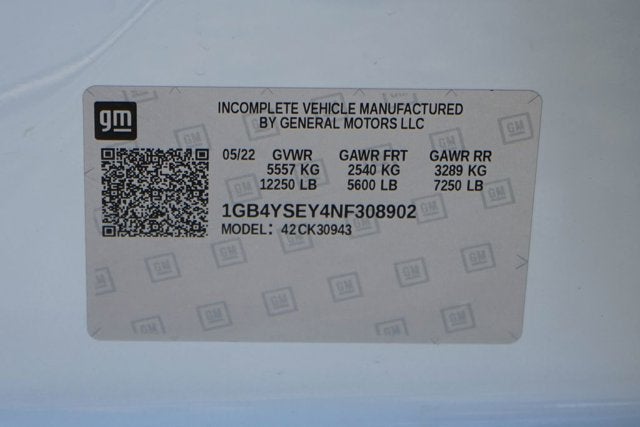 gm
INCOMPLETE VEHICLE MANUFACTURED
BY GENERAL MOTORS LLC
05/22 GVWR GAWR FRT GAWR RR
5557 KG 2540 KG 3289 KG
12250 LB 5600 LB 7250 LB
1GB4YSEY4NF308902
MODEL: 42CK30943